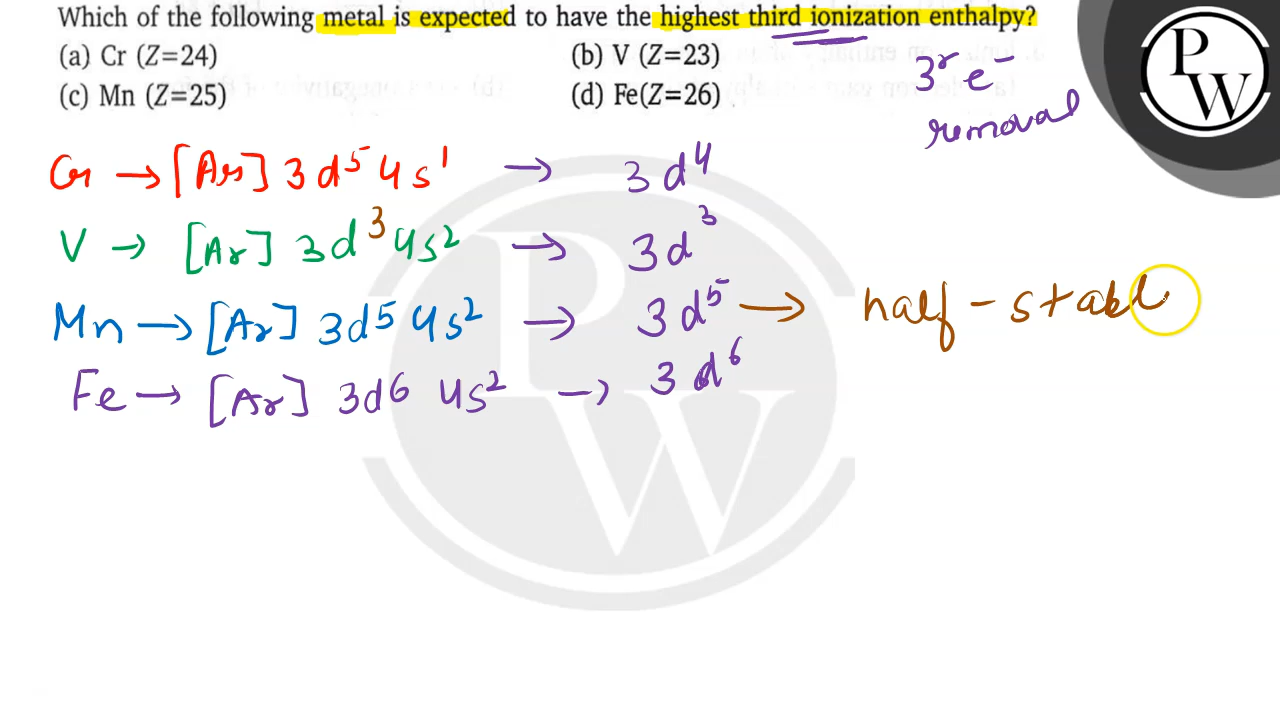 Which of the following metal is expected to have the highest third ionization enthalpy?
(a) Cr (Z=24) (b) V (Z=23)
(c) Mn (Z=25) (d) Fe(Z=26)
3r e-
removal
P
W
Cr → [Ar] 3d⁵ 4s¹ → 3d⁴
V → [Ar] 3d³ 4s² → 3d³
Mn → [Ar] 3d⁵ 4s² → 3d⁵ → half - stabl
Fe → [Ar] 3d⁶ 4s² → 3d⁶
P
W